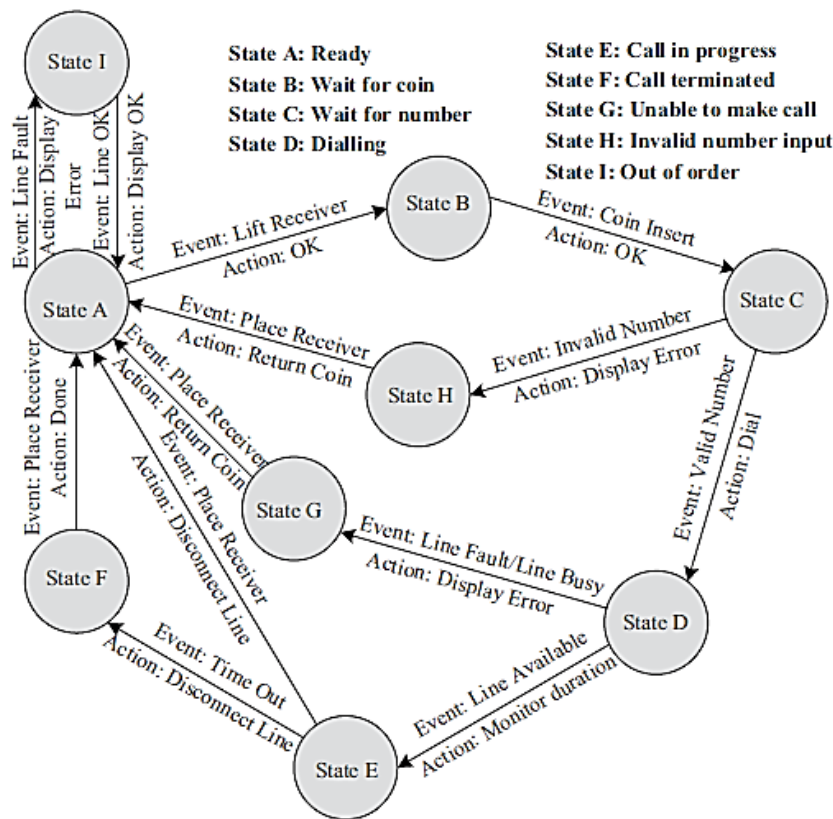 State I
State A: Ready
State B: Wait for coin
State C: Wait for number
State D: Dialling
State E: Call in progress
State F: Call terminated
State G: Unable to make call
State H: Invalid number input
State I: Out of order
Event: Line Fault
Action: Display
Error
Event: Line OK
Action: Display OK
State B
Event: Lift Receiver
Action: OK
Event: Coin Insert
Action: OK
State A
State C
Event: Place Receiver
Action: Return Coin
State H
Event: Invalid Number
Action: Display Error
Event: Valid Number
Action: Dial
Event: Place Receiver
Action: Return Coin
Event: Place Receiver
Action: Disconnect Line
Event: Place Receiver
Action: Done
State G
Event: Line Fault/Line Busy
Action: Display Error
State F
State D
Event: Time Out
Action: Disconnect Line
Event: Line Available
Action: Monitor duration
State E